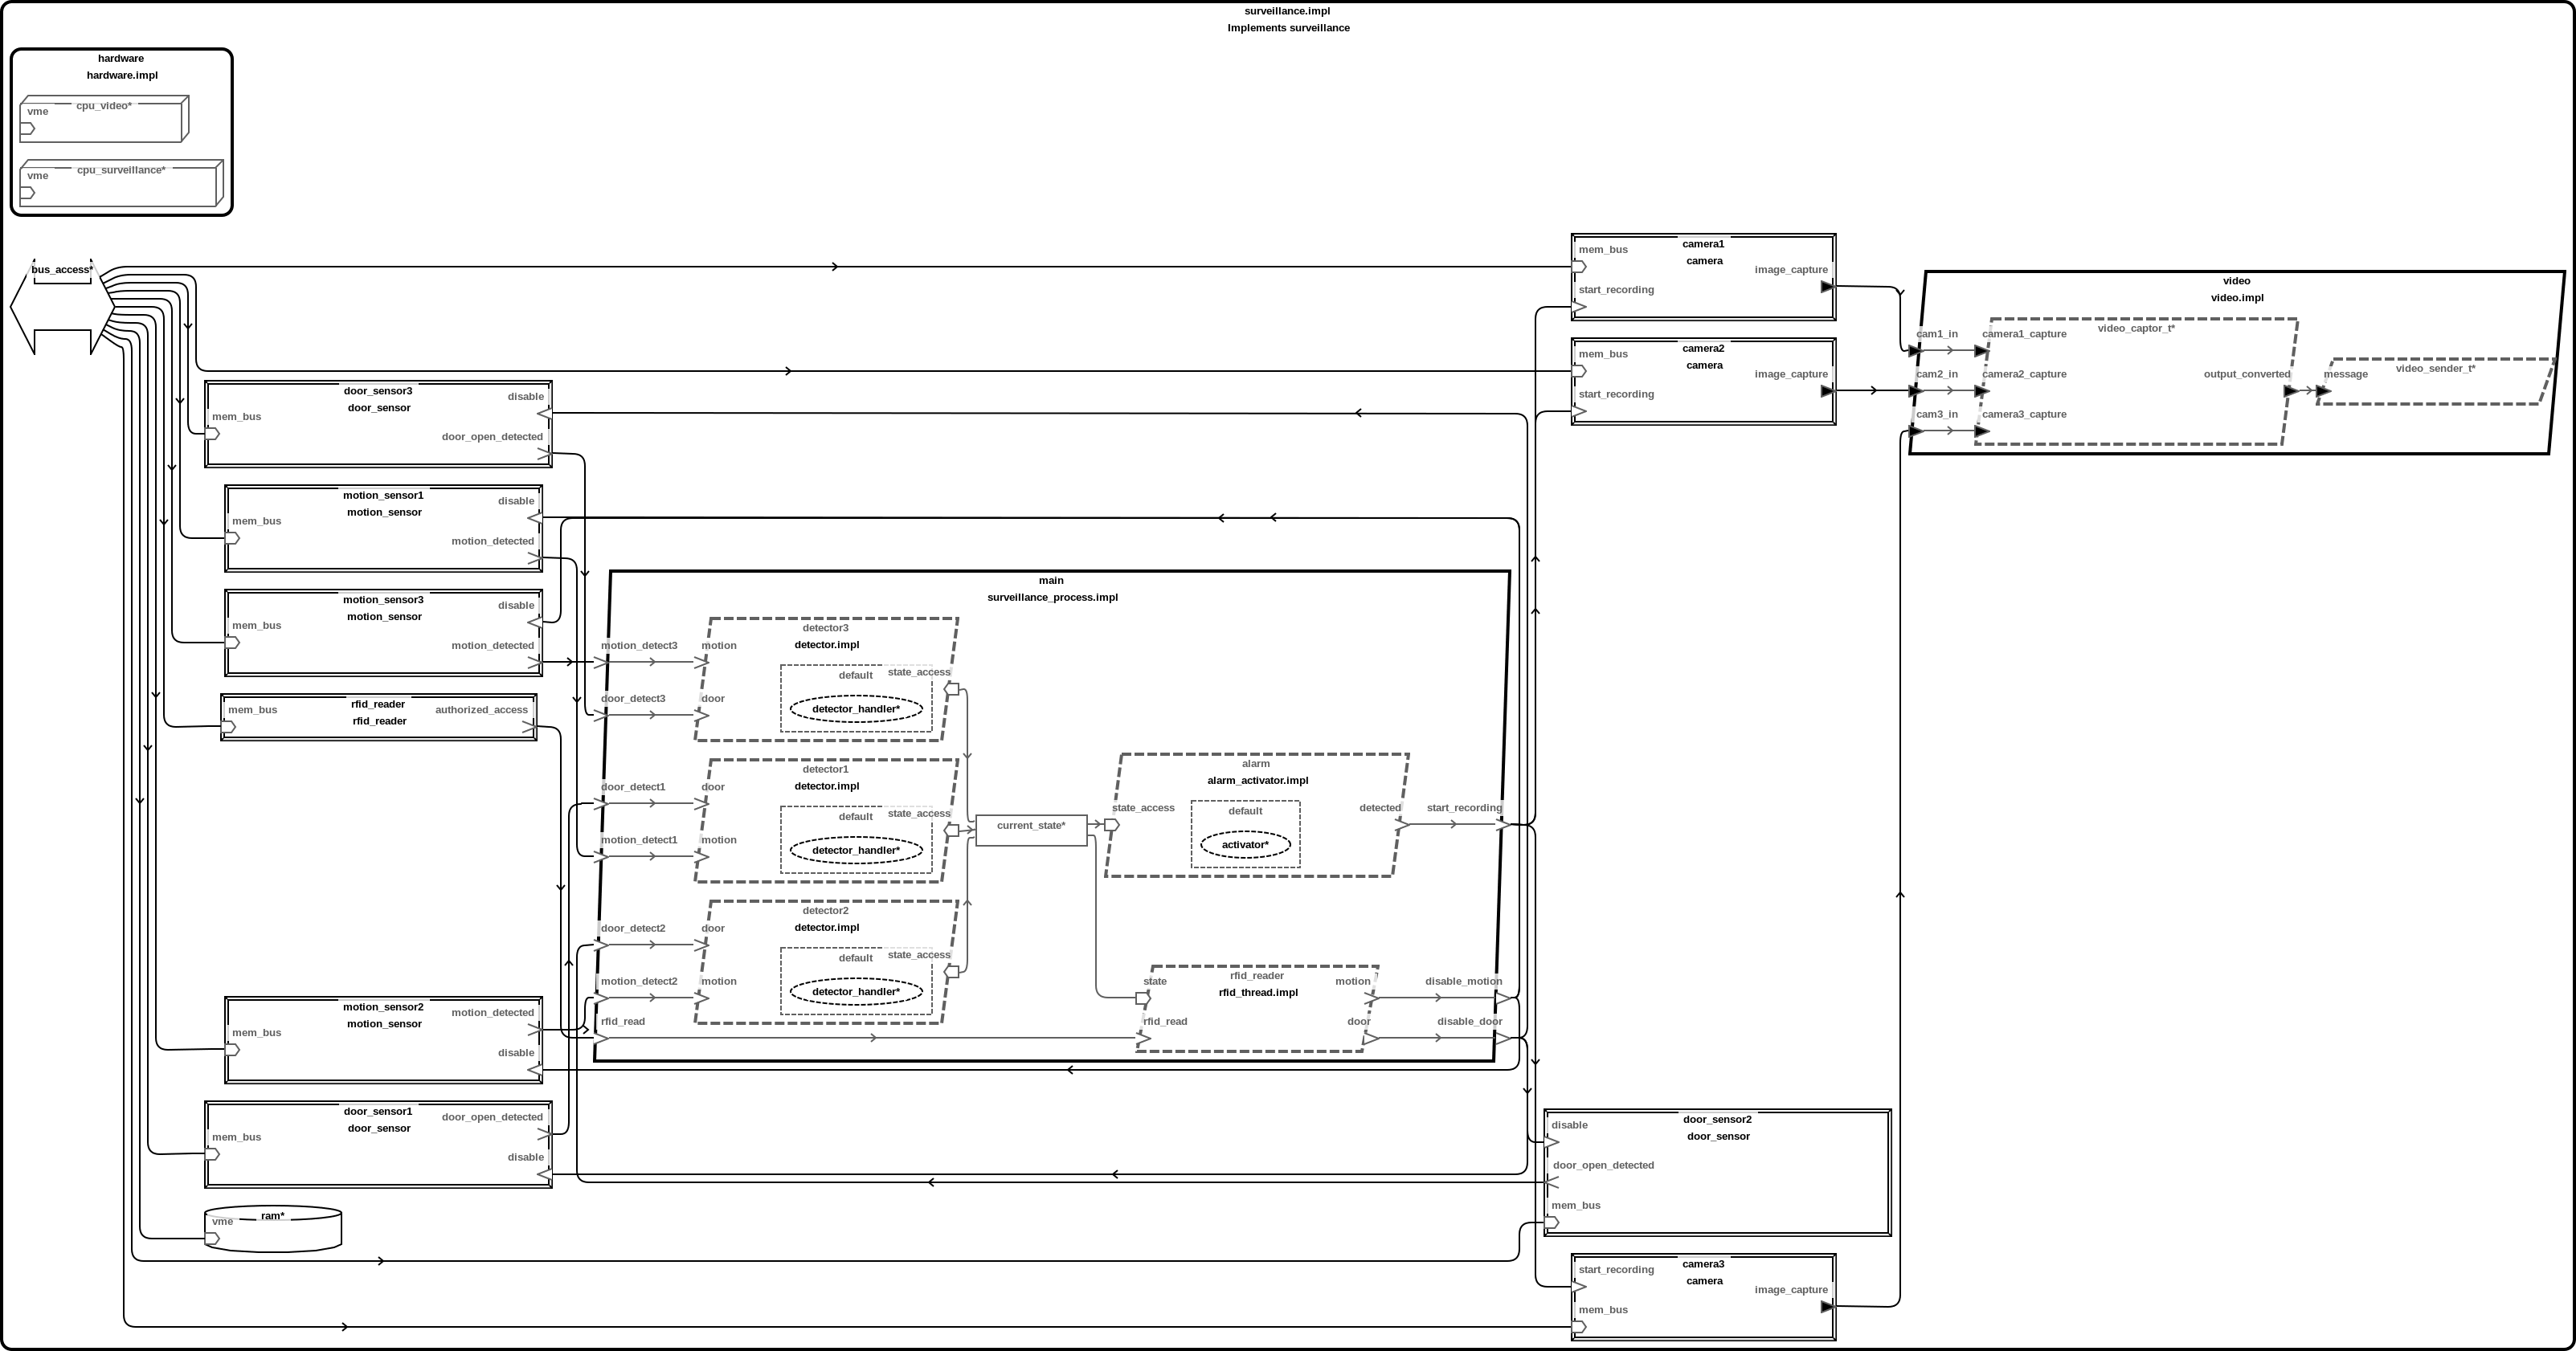 surveillance.impl
Implements surveillance
hardware
hardware.impl
cpu_video*
vme
cpu_surveillance*
vme
bus_access*
camera1
camera
mem_bus
image_capture
start_recording
camera2
camera
mem_bus
image_capture
start_recording
video
video.impl
cam1_in
camera1_capture
video_captor_t*
cam2_in
camera2_capture
output_converted
message
video_sender_t*
cam3_in
camera3_capture
door_sensor3
door_sensor
disable
mem_bus
door_open_detected
motion_sensor1
motion_sensor
disable
mem_bus
motion_detected
motion_sensor3
motion_sensor
disable
mem_bus
motion_detected
rfid_reader
rfid_reader
mem_bus
authorized_access
main
surveillance_process.impl
detector3
detector.impl
motion_detect3
motion
default
state_access
door_detect3
door
detector_handler*
detector1
detector.impl
door_detect1
door
default
state_access
motion_detect1
motion
detector_handler*
current_state*
alarm
alarm_activator.impl
state_access
default
activator*
detected
start_recording
detector2
detector.impl
door_detect2
door
default
state_access
motion_detect2
motion
detector_handler*
rfid_read
rfid_reader
rfid_thread.impl
state
motion
disable_motion
rfid_read
door
disable_door
motion_sensor2
motion_sensor
motion_detected
mem_bus
disable
door_sensor1
door_sensor
door_open_detected
mem_bus
disable
ram*
vme
door_sensor2
door_sensor
disable
door_open_detected
mem_bus
camera3
camera
start_recording
image_capture
mem_bus